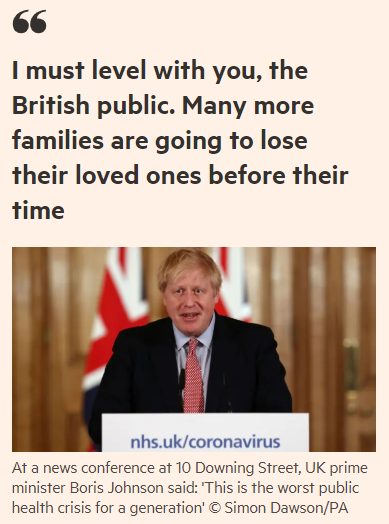 “
I must level with you, the
British public. Many more
families are going to lose
their loved ones before their
time
nhs.uk/coronavirus
At a news conference at 10 Downing Street, UK prime
minister Boris Johnson said: 'This is the worst public
health crisis for a generation' © Simon Dawson/PA